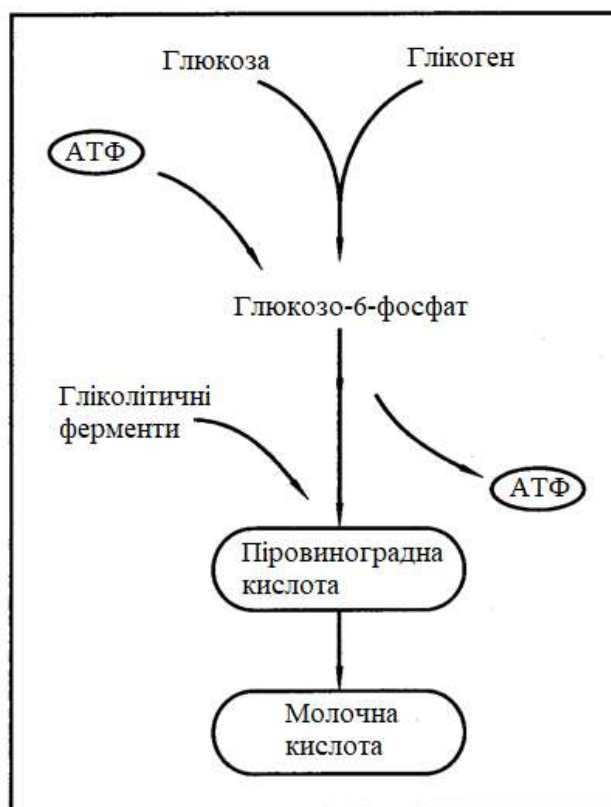 Глюкоза
Глікоген
АТФ
Глюкозо-6-фосфат
Гліколітичні
ферменти
АТФ
Піровиноградна
кислота
Молочна
кислота